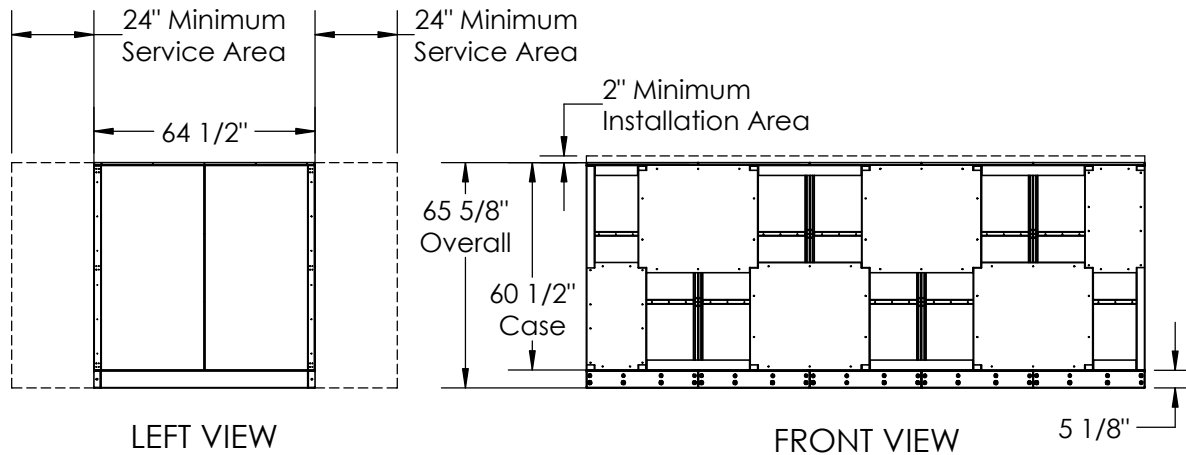 24" Minimum
Service Area
24" Minimum
Service Area
64 1/2"
2" Minimum
Installation Area
65 5/8"
Overall
60 1/2"
Case
5 1/8"
LEFT VIEW
FRONT VIEW